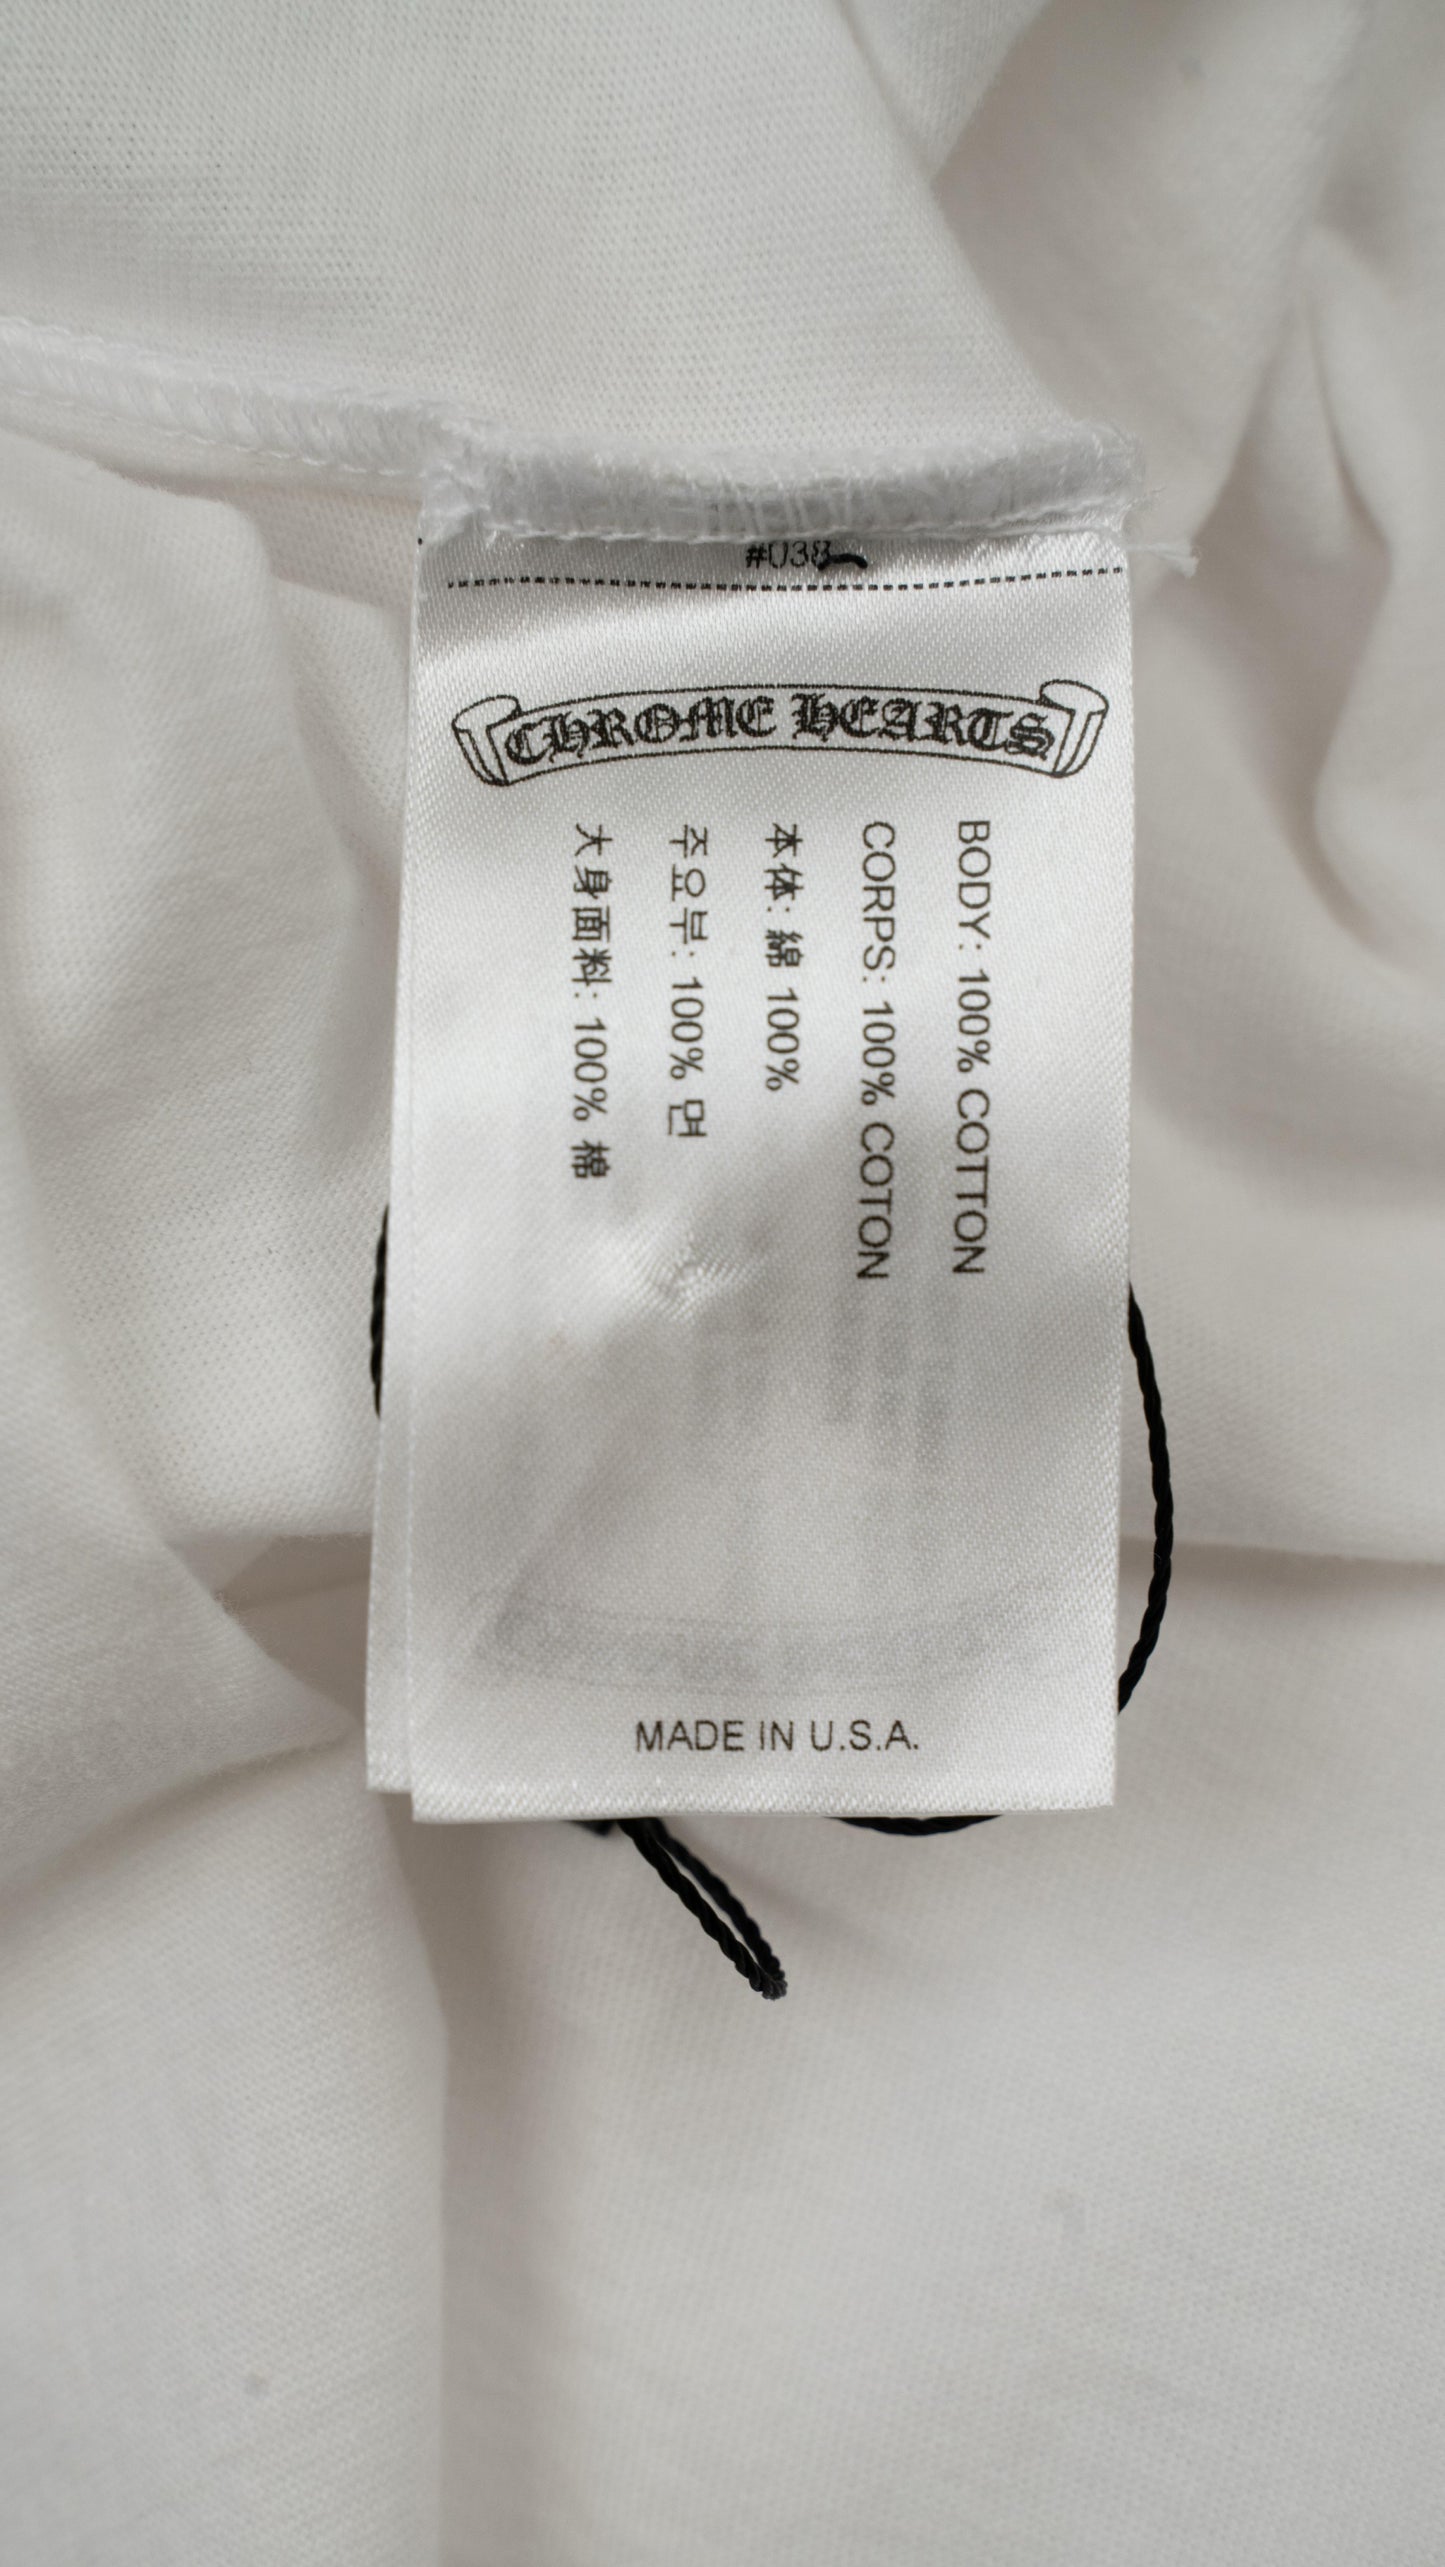 #038
CHROME HEARTS
BODY: 100% COTTON
CORPS: 100% COTON
本体: 綿 100%
주요부: 100% 면
大身面料: 100% 棉
MADE IN U.S.A.